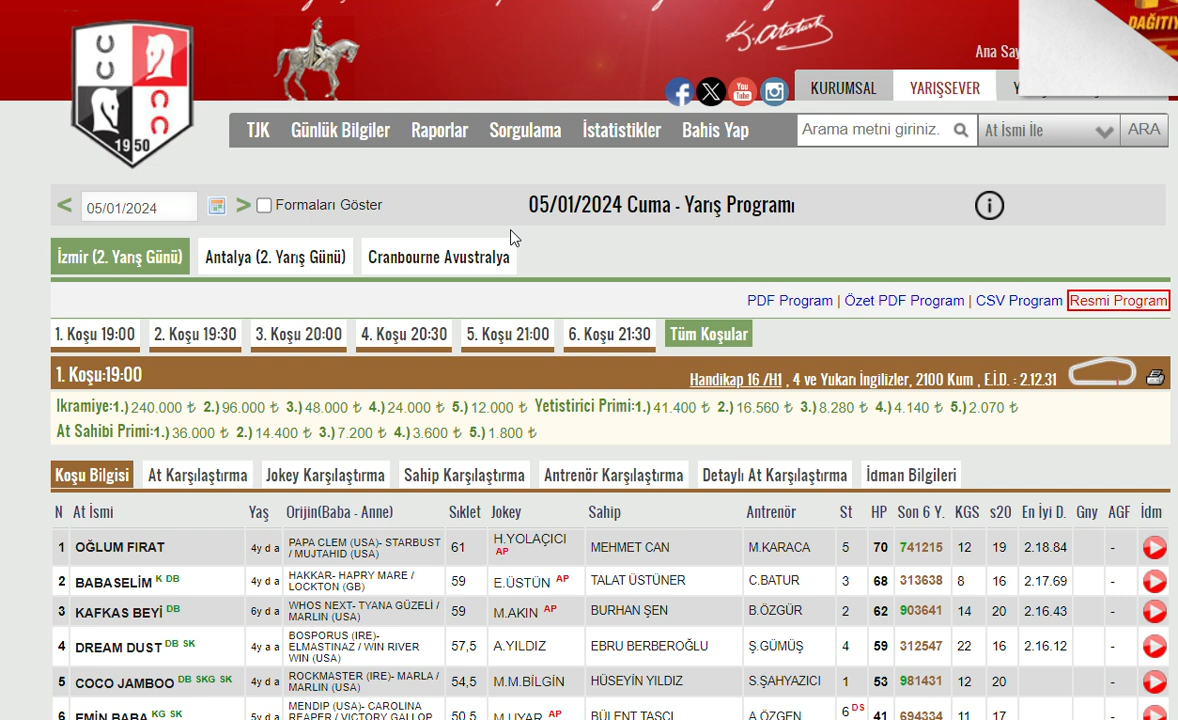 K. Atatürk
DAĞITIY
Ana Say
1950
KURUMSAL YARIŞSEVER
TJK Günlük Bilgiler Raporlar Sorgulama İstatistikler Bahis Yap Arama metni giriniz. At İsmi İle ARA
< 05/01/2024 > Formaları Göster 05/01/2024 Cuma - Yarış Programı
İzmir (2. Yarış Günü) Antalya (2. Yarış Günü) Cranbourne Avustralya
PDF Program | Özet PDF Program | CSV Program Resmi Program
1. Koşu 19:00 2. Koşu 19:30 3. Koşu 20:00 4. Koşu 20:30 5. Koşu 21:00 6. Koşu 21:30 Tüm Koşular
1. Koşu:19:00 Handikap 16 /H1 , 4 ve Yukarı İngilizler, 2100 Kum , E.İ.D. : 2.12.31
Ikramiye:1.) 240.000 ₺ 2.) 96.000 ₺ 3.) 48.000 ₺ 4.) 24.000 ₺ 5.) 12.000 ₺ Yetistirici Primi:1.) 41.400 ₺ 2.) 16.560 ₺ 3.) 8.280 ₺ 4.) 4.140 ₺ 5.) 2.070 ₺
At Sahibi Primi:1.) 36.000 ₺ 2.) 14.400 ₺ 3.) 7.200 ₺ 4.) 3.600 ₺ 5.) 1.800 ₺
Koşu Bilgisi At Karşılaştırma Jokey Karşılaştırma Sahip Karşılaştırma Antrenör Karşılaştırma Detaylı At Karşılaştırma İdman Bilgileri
N At İsmi Yaş Orijin(Baba - Anne) Sıklet Jokey Sahip Antrenör St HP Son 6 Y. KGS s20 En İyi D. Gny AGF İdm
1 OĞLUM FIRAT 4y d a PAPA CLEM (USA)- STARBUST / MUJTAHID (USA) 61 H.YOLAÇICI AP MEHMET CAN M.KARACA 5 70 741215 12 19 2.18.84 -
2 BABASELİM K DB 4y d a HAKKAR- HAPRY MARE / LOCKTON (GB) 59 E.ÜSTÜN AP TALAT ÜSTÜNER C.BATUR 3 68 313638 8 16 2.17.69 -
3 KAFKAS BEYİ DB 6y d a WHOS NEXT- TYANA GÜZELİ / MARLIN (USA) 59 M.AKIN AP BURHAN ŞEN B.ÖZGÜR 2 62 903641 14 20 2.16.43 -
4 DREAM DUST DB SK 4y a a BOSPORUS (IRE)- ELMASTINAZ / WIN RIVER WIN (USA) 57,5 A.YILDIZ EBRU BERBEROĞLU Ş.GÜMÜŞ 4 59 312547 22 16 2.16.12 -
5 COCO JAMBOO DB SKG SK 4y d a ROCKMASTER (IRE)- MARLA / MARLIN (USA) 54,5 M.M.BİLGİN HÜSEYİN YILDIZ S.ŞAHYAZICI 1 53 981431 12 20 -
6 EMİN BABA KG SK 5y d a MENDIP (USA)- CAROLINA REAPER / VICTORY GALLOP 50,5 M.UYAR AP BÜLENT TAŞCI A.ÖZGEN 6 DS 41 694334 11 17 -